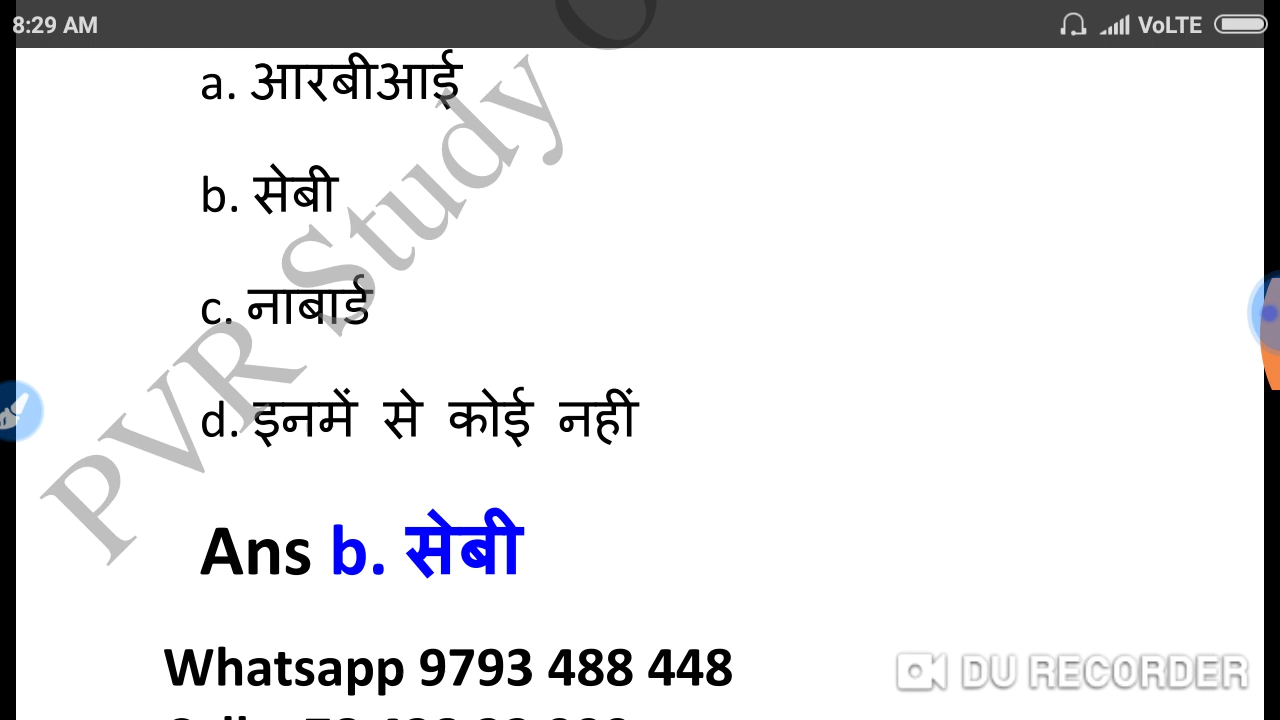 8:29 AM VoLTE
a. आरबीआई
b. सेबी
c. नाबार्ड
d. इनमें से कोई नहीं
Ans b. सेबी
Whatsapp 9793 488 448
PVR Study
DU RECORDER